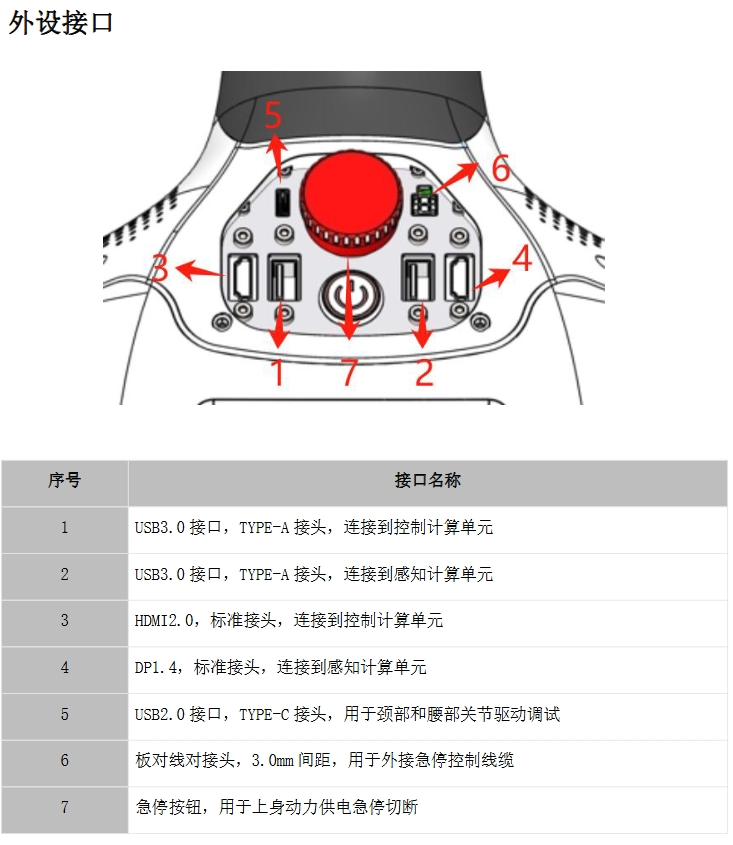 外设接口
5
6
3
4
1
7
2
序号 接口名称
1 USB3.0 接口，TYPE-A 接头，连接到控制计算单元
2 USB3.0 接口，TYPE-A 接头，连接到感知计算单元
3 HDMI2.0，标准接头，连接到控制计算单元
4 DP1.4，标准接头，连接到感知计算单元
5 USB2.0 接口，TYPE-C 接头，用于颈部和腰部关节驱动调试
6 板对线对接头，3.0mm 间距，用于外接急停控制线缆
7 急停按钮，用于上身动力供电急停切断